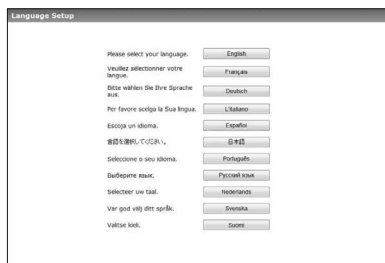 Language Setup
Please select your language. English
Veuillez sélectionner votre
langue. Français
Bitte wählen Sie Ihre Sprache
aus. Deutsch
Per favore scelga la Sua lingua. L'italiano
Escoja un idioma. Español
言語を選択してください。 日本語
Seleccione o seu idioma. Português
Выберите язык. Русский язык
Selecteer uw taal. Nederlands
Var god välj ditt språk. Svenska
Valitse kieli. Suomi